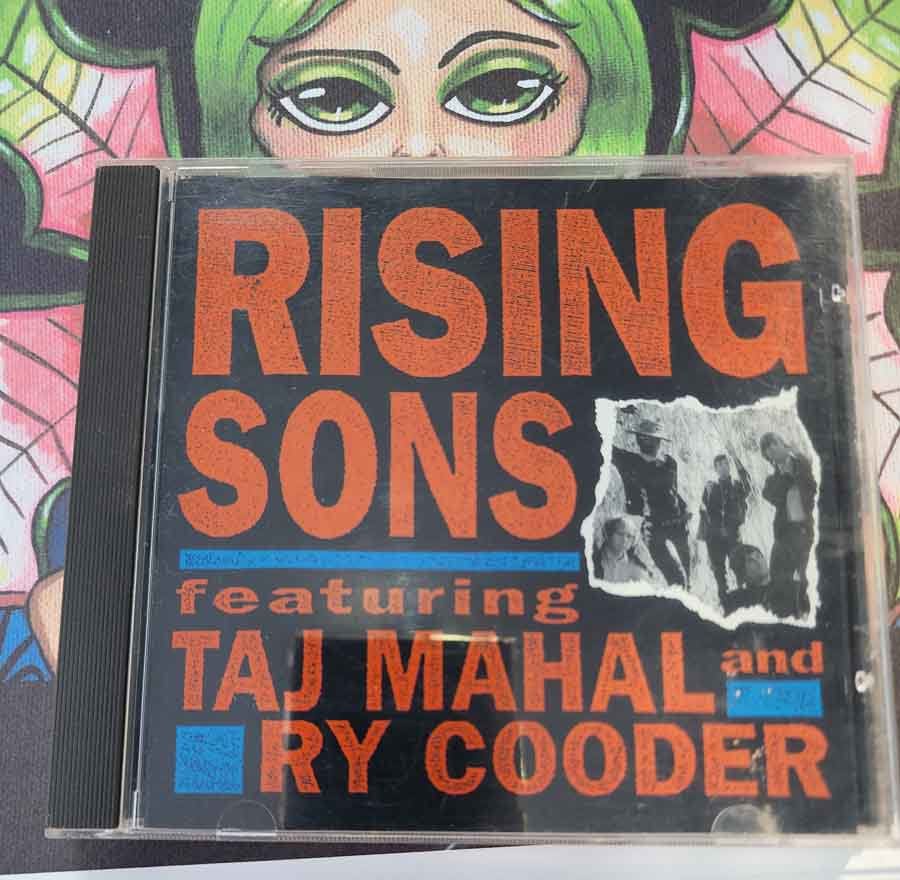 RISING
SONS
featuring
TAJ MAHAL and
RY COODER